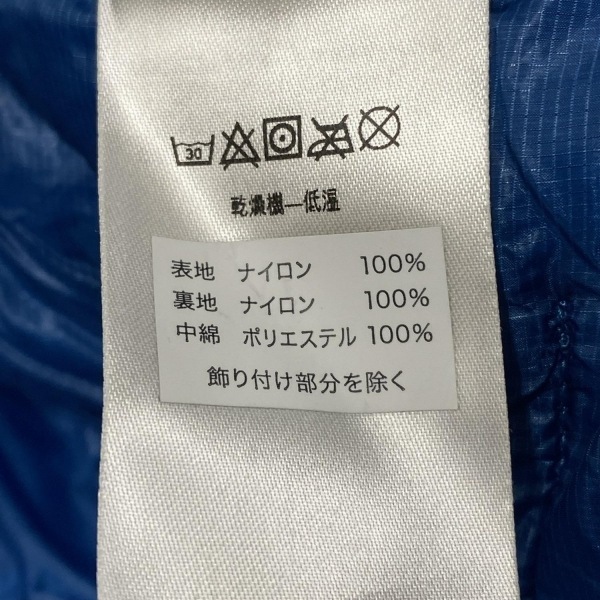 30
乾燥機—低温
表地 ナイロン 100%
裏地 ナイロン 100%
中綿 ポリエステル 100%
飾り付け部分を除く